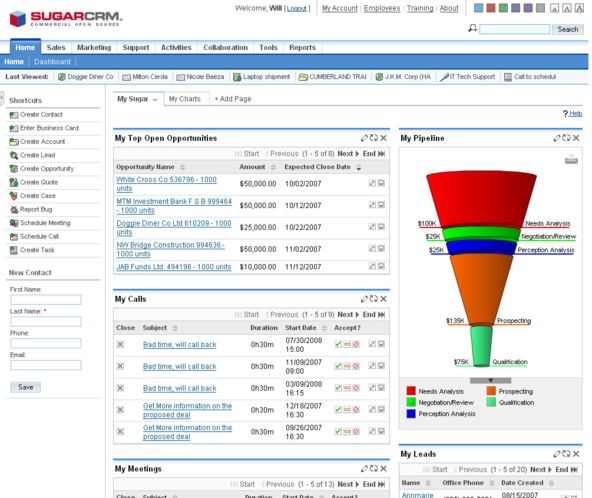 Welcome, Will [ Logout ] My Account | Employees | Training | About
A A A
SUGARCRM.
COMMERCIAL OPEN SOURCE
Search
Home Sales Marketing Support Activities Collaboration Tools Reports
Home Dashboard
Last Viewed: Doggie Diner Co Milton Cerda Nicole Baeza Laptop shipment CUMBERLAND TRAI J.K.M. Corp (HA IT Tech Support Call to schedul
Shortcuts
Create Contact
Enter Business Card
Create Account
Create Lead
Create Opportunity
Create Quote
Create Case
Report Bug
Schedule Meeting
Schedule Call
Create Task
New Contact
First Name:
Last Name: *
Phone:
Email:
Save
My Sugar My Charts + Add Page
? Help
My Top Open Opportunities
Start Previous (1 - 5 of 8) Next End
Opportunity Name Amount Expected Close Date
White Cross Co 536796 - 1000
units
$50,000.00 10/02/2007
MTM Investment Bank F S B 999464
- 1000 units
$50,000.00 10/12/2007
Doggie Diner Co Ltd 610209 - 1000
units
$25,000.00 10/22/2007
NW Bridge Construction 994636 -
1000 units
$50,000.00 11/02/2007
JAB Funds Ltd. 494196 - 1000 units $10,000.00 11/12/2007
My Calls
Start Previous (1 - 5 of 9) Next End
Close Subject Duration Start Date Accept?
Bad time, will call back 0h30m 07/30/2008
15:00
Bad time, will call back 0h30m 11/09/2007
09:00
Bad time, will call back 0h30m 03/09/2008
16:15
Get More information on the
proposed deal
0h30m 12/18/2007
16:30
Get More information on the
proposed deal
0h30m 09/26/2007
16:30
My Meetings
Start Previous (1 - 5 of 13) Next End
Close Subject Duration Start Date Accept?
My Pipeline
$100K Needs Analysis
$25K Negotiation/Review
$25K Perception Analysis
$135K Prospecting
$75K Qualification
Needs Analysis Prospecting
Negotiation/Review Qualification
Perception Analysis
My Leads
Start Previous (1 - 5 of 20) Next End
Name Office Phone Date Created
Annmarie
08/15/2007